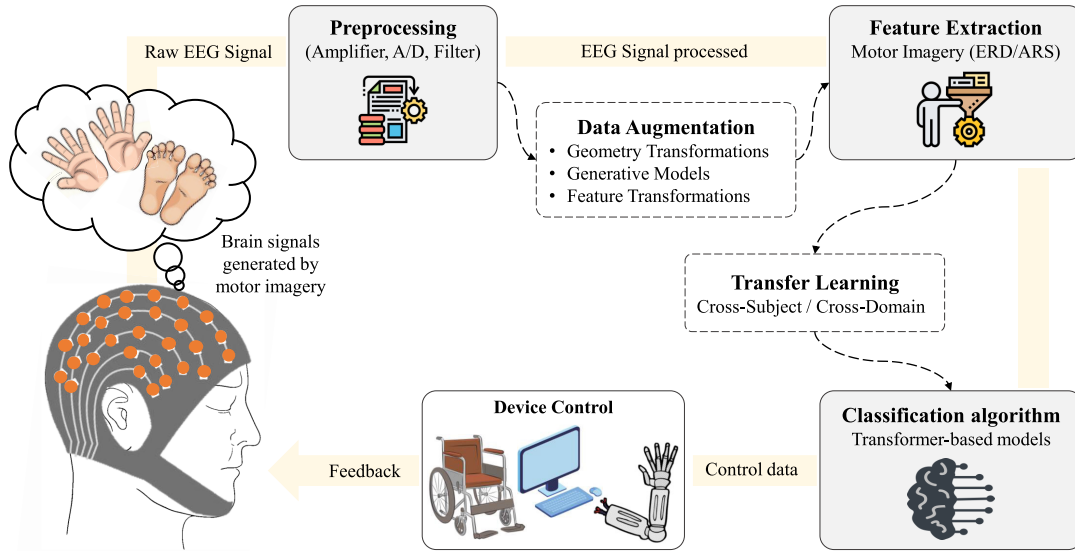 Raw EEG Signal
Preprocessing
(Amplifier, A/D, Filter)
EEG Signal processed
Feature Extraction
Motor Imagery (ERD/ARS)
Data Augmentation
• Geometry Transformations
• Generative Models
• Feature Transformations
Brain signals
generated by
motor imagery
Transfer Learning
Cross-Subject / Cross-Domain
Classification algorithm
Transformer-based models
Control data
Device Control
Feedback